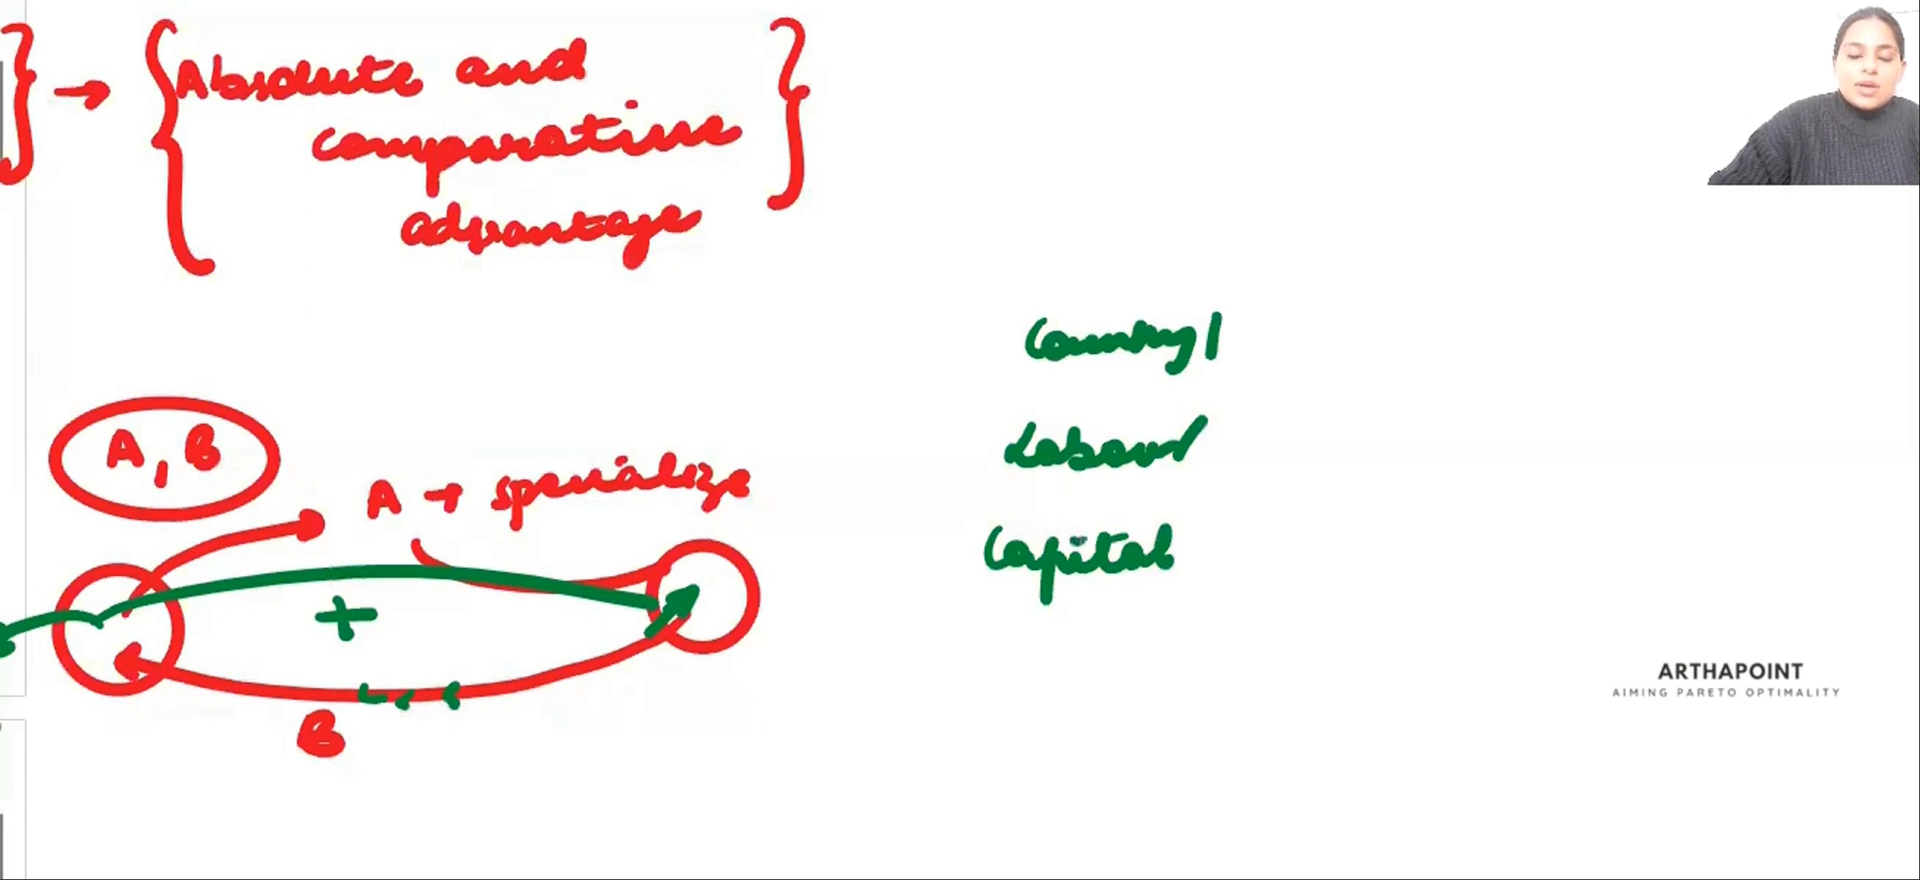 Absolute and
comparative
advantage
Country 1
Labour
Capital
A, B
A → specialize
B
ARTHAPOINT
AIMING PARETO OPTIMALITY